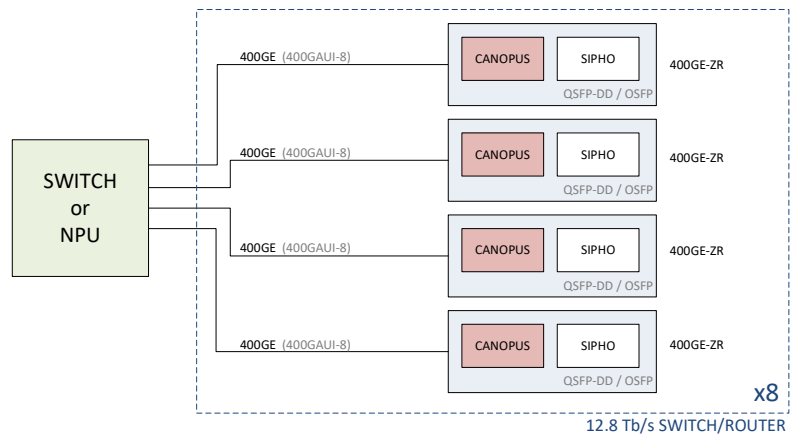 400GE (400GAUI-8)
CANOPUS
SIPHO
QSFP-DD / OSFP
400GE-ZR
400GE (400GAUI-8)
CANOPUS
SIPHO
QSFP-DD / OSFP
400GE-ZR
SWITCH
or
NPU
400GE (400GAUI-8)
CANOPUS
SIPHO
QSFP-DD / OSFP
400GE-ZR
400GE (400GAUI-8)
CANOPUS
SIPHO
QSFP-DD / OSFP
400GE-ZR
x8
12.8 Tb/s SWITCH/ROUTER